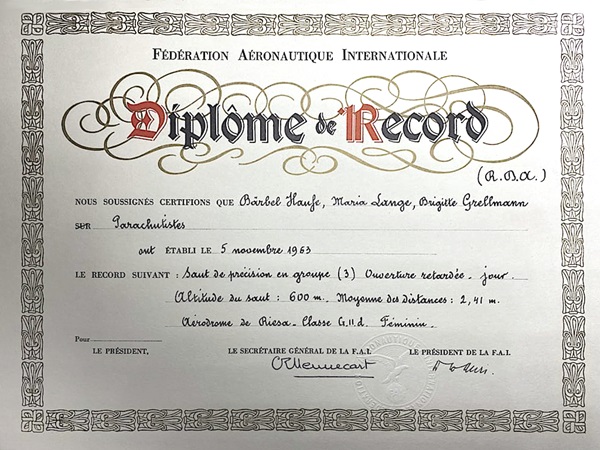 FÉDÉRATION AÉRONAUTIQUE INTERNATIONALE
Diplôme de Record
(R.D.A.)
NOUS SOUSSIGNÉS CERTIFIONS QUE Bärbel Haufe, Maria Lange, Brigitte Grellmann
SUR Parachutistes
ont ÉTABLI LE 5 novembre 1963
LE RECORD SUIVANT : Saut de précision en groupe (3) Ouverture retardée - jour.
Altitude du saut : 600 m. Moyenne des distances : 2,41 m.
Aérodrome de Riesa. Classe G.II.d. Féminin.
Pour
LE PRÉSIDENT, LE SECRÉTAIRE GÉNÉRAL DE LA F.A.I. LE PRÉSIDENT DE LA F.A.I.